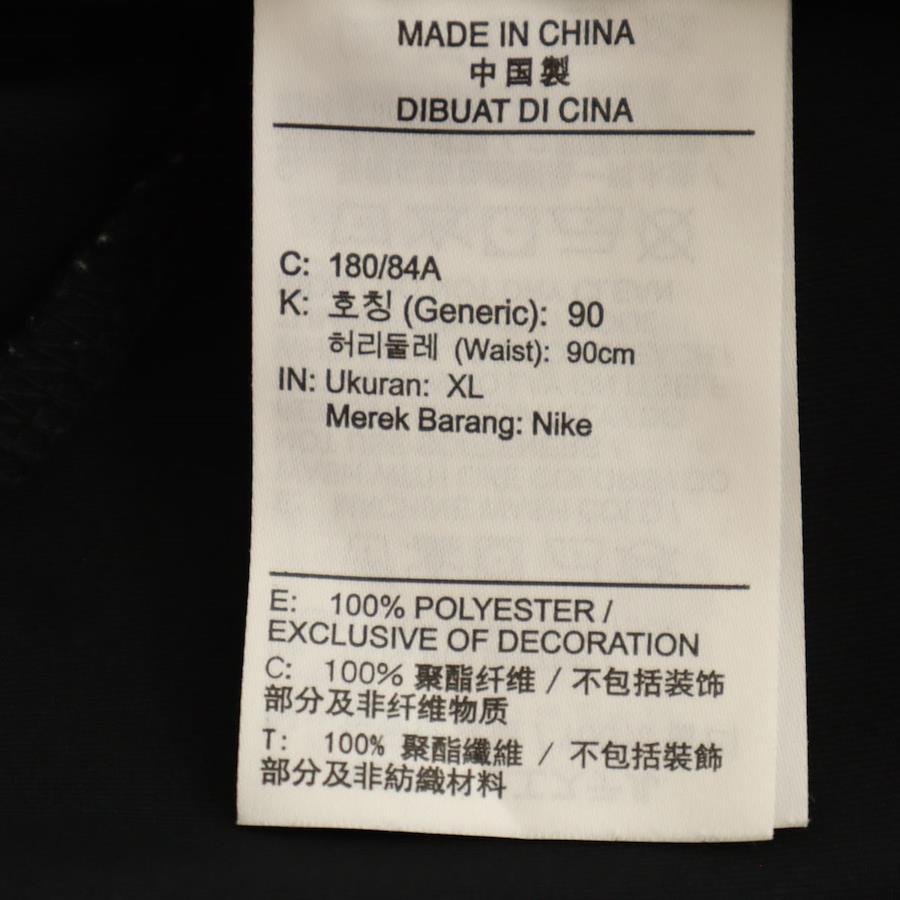 MADE IN CHINA
中国製
DIBUAT DI CINA
C: 180/84A
K: 호칭 (Generic): 90
허리둘레 (Waist): 90cm
IN: Ukuran: XL
Merek Barang: Nike
E: 100% POLYESTER /
EXCLUSIVE OF DECORATION
C: 100% 聚酯纤维 / 不包括装饰
部分及非纤维物质
T: 100% 聚酯纖維 / 不包括裝飾
部分及非紡織材料